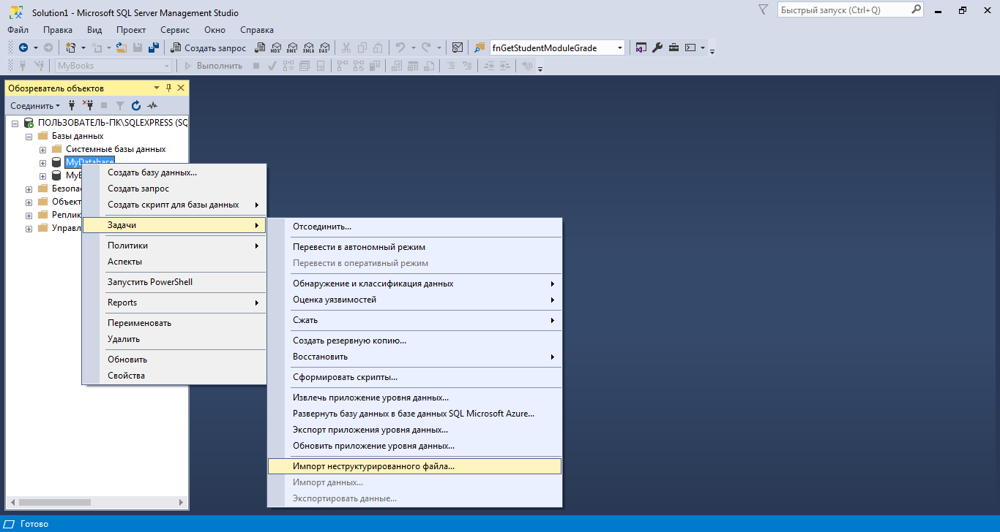 Solution1 - Microsoft SQL Server Management Studio
Быстрый запуск (Ctrl+Q)
Файл Правка Вид Проект Сервис Окно Справка
Создать запрос MDX DMX XMLA DAX fnGetStudentModuleGrade
MyBooks Выполнить
Обозреватель объектов
Соединить
ПОЛЬЗОВАТЕЛЬ-ПК\SQLEXPRESS (SQ
Базы данных
Системные базы данных
MyDatabase
MyB
Безопас
Объект
Реплик
Управл
Создать базу данных...
Создать запрос
Создать скрипт для базы данных
Задачи
Политики
Аспекты
Запустить PowerShell
Reports
Переименовать
Удалить
Обновить
Свойства
Отсоединить...
Перевести в автономный режим
Перевести в оперативный режим
Обнаружение и классификация данных
Оценка уязвимостей
Сжать
Создать резервную копию...
Восстановить
Сформировать скрипты...
Извлечь приложение уровня данных...
Развернуть базу данных в базе данных SQL Microsoft Azure...
Экспорт приложения уровня данных...
Обновить приложение уровня данных...
Импорт неструктурированного файла...
Импорт данных...
Экспортировать данные...
Готово